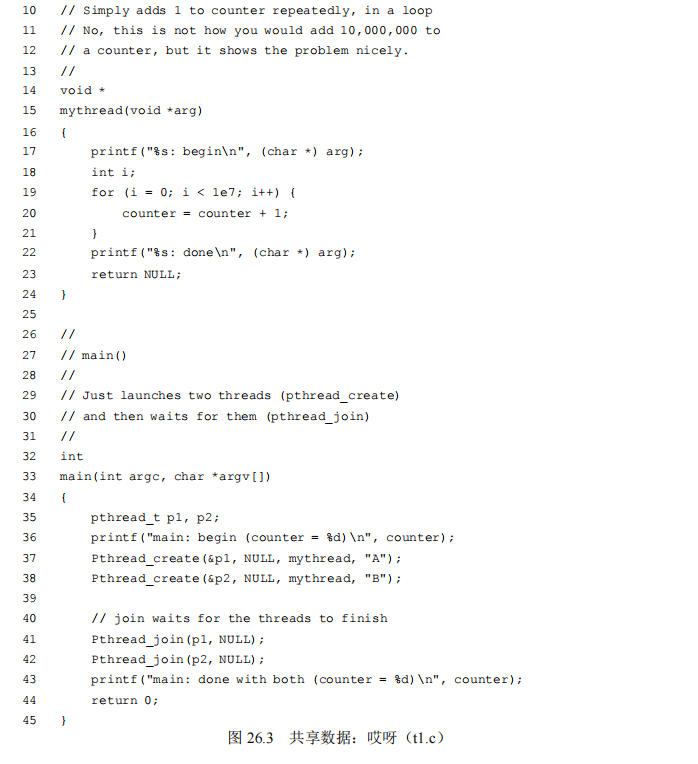 10 // Simply adds 1 to counter repeatedly, in a loop
11 // No, this is not how you would add 10,000,000 to
12 // a counter, but it shows the problem nicely.
13 //
14 void *
15 mythread(void *arg)
16 {
17     printf("%s: begin\n", (char *) arg);
18     int i;
19     for (i = 0; i < 1e7; i++) {
20         counter = counter + 1;
21     }
22     printf("%s: done\n", (char *) arg);
23     return NULL;
24 }
25
26 //
27 // main()
28 //
29 // Just launches two threads (pthread_create)
30 // and then waits for them (pthread_join)
31 //
32 int
33 main(int argc, char *argv[])
34 {
35     pthread_t p1, p2;
36     printf("main: begin (counter = %d)\n", counter);
37     Pthread_create(&p1, NULL, mythread, "A");
38     Pthread_create(&p2, NULL, mythread, "B");
39
40     // join waits for the threads to finish
41     Pthread_join(p1, NULL);
42     Pthread_join(p2, NULL);
43     printf("main: done with both (counter = %d)\n", counter);
44     return 0;
45 }
图 26.3 共享数据：哎呀（t1.c）